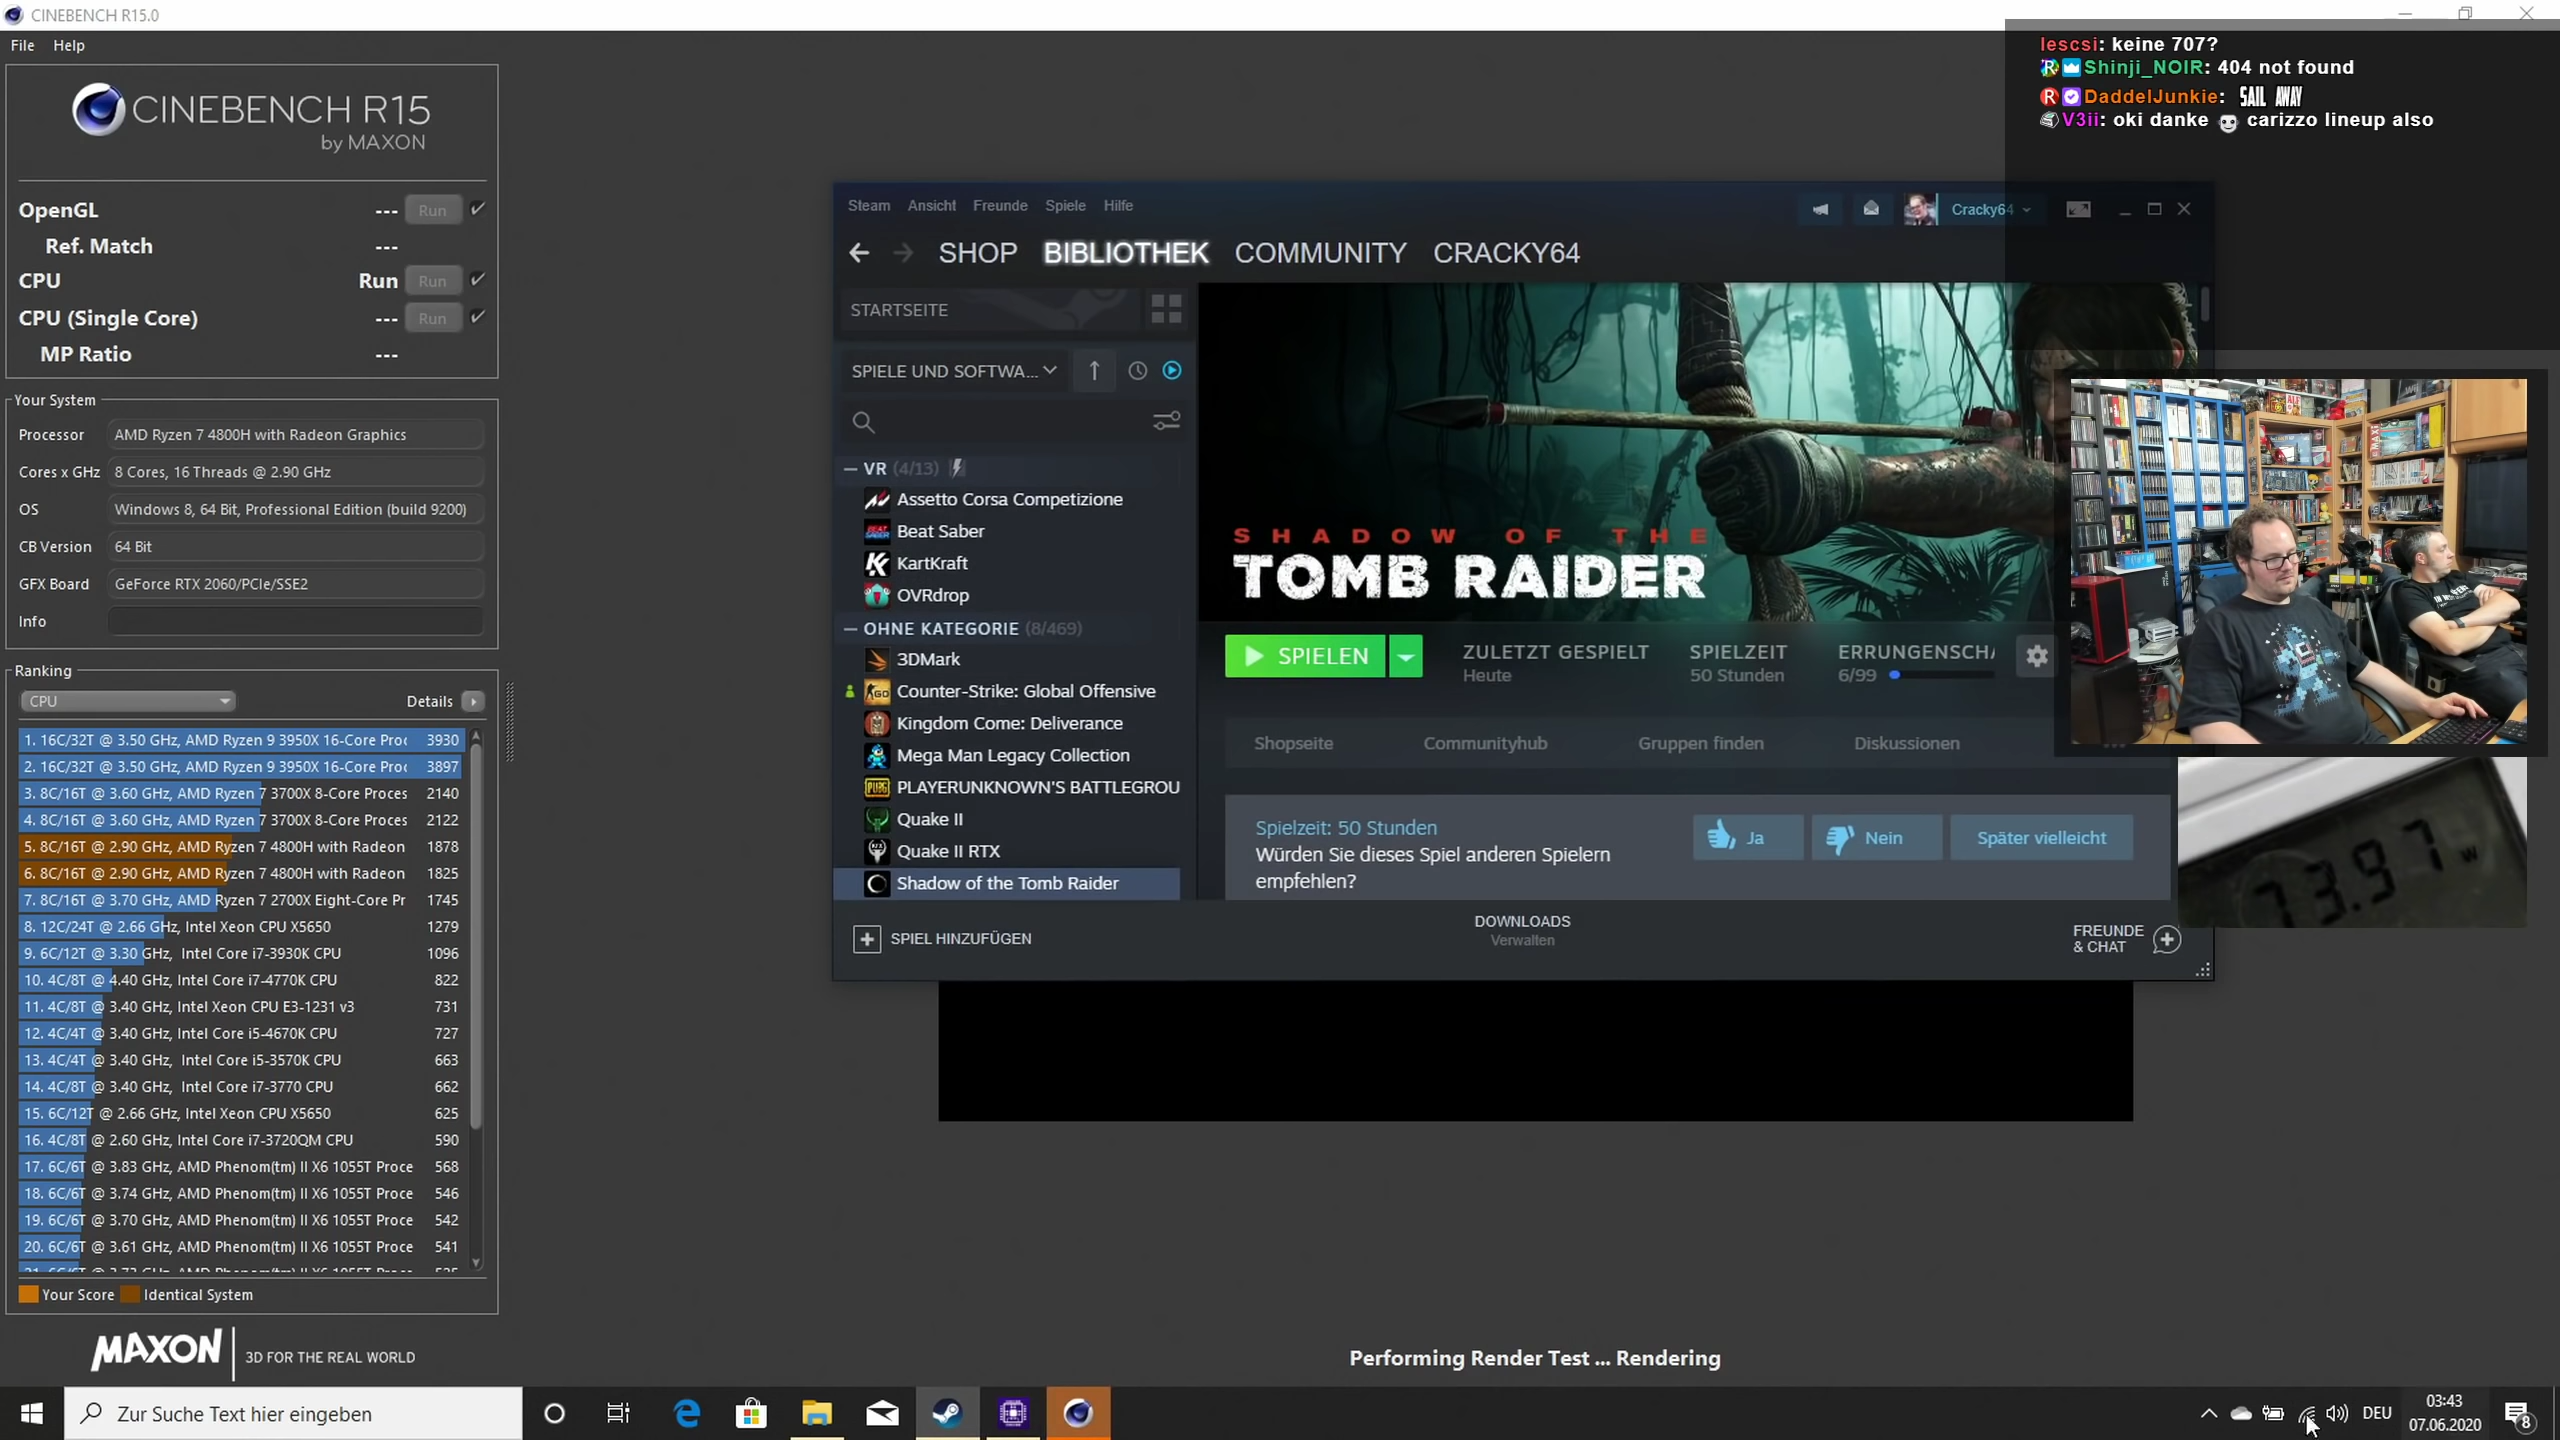 CINEBENCH R15.0
File Help
CINEBENCH R15
by MAXON
OpenGL --- Run
Ref. Match ---
CPU Run Run
CPU (Single Core) --- Run
MP Ratio ---
Your System
Processor AMD Ryzen 7 4800H with Radeon Graphics
Cores x GHz 8 Cores, 16 Threads @ 2.90 GHz
OS Windows 8, 64 Bit, Professional Edition (build 9200)
CB Version 64 Bit
GFX Board GeForce RTX 2060/PCIe/SSE2
Info
Ranking
CPU Details
1. 16C/32T @ 3.50 GHz, AMD Ryzen 9 3950X 16-Core Proc 3930
2. 16C/32T @ 3.50 GHz, AMD Ryzen 9 3950X 16-Core Proc 3897
3. 8C/16T @ 3.60 GHz, AMD Ryzen 7 3700X 8-Core Proces 2140
4. 8C/16T @ 3.60 GHz, AMD Ryzen 7 3700X 8-Core Proces 2122
5. 8C/16T @ 2.90 GHz, AMD Ryzen 7 4800H with Radeon 1878
6. 8C/16T @ 2.90 GHz, AMD Ryzen 7 4800H with Radeon 1825
7. 8C/16T @ 3.70 GHz, AMD Ryzen 7 2700X Eight-Core Pr 1745
8. 12C/24T @ 2.66 GHz, Intel Xeon CPU X5650 1279
9. 6C/12T @ 3.30 GHz, Intel Core i7-3930K CPU 1096
10. 4C/8T @ 4.40 GHz, Intel Core i7-4770K CPU 822
11. 4C/8T @ 3.40 GHz, Intel Xeon CPU E3-1231 v3 731
12. 4C/4T @ 3.40 GHz, Intel Core i5-4670K CPU 727
13. 4C/4T @ 3.40 GHz, Intel Core i5-3570K CPU 663
14. 4C/8T @ 3.40 GHz, Intel Core i7-3770 CPU 662
15. 6C/12T @ 2.66 GHz, Intel Xeon CPU X5650 625
16. 4C/8T @ 2.60 GHz, Intel Core i7-3720QM CPU 590
17. 6C/6T @ 3.83 GHz, AMD Phenom(tm) II X6 1055T Proce 568
18. 6C/6T @ 3.74 GHz, AMD Phenom(tm) II X6 1055T Proce 546
19. 6C/6T @ 3.70 GHz, AMD Phenom(tm) II X6 1055T Proce 542
20. 6C/6T @ 3.61 GHz, AMD Phenom(tm) II X6 1055T Proce 541
Your Score Identical System
MAXON 3D FOR THE REAL WORLD
Steam Ansicht Freunde Spiele Hilfe
Cracky64
SHOP BIBLIOTHEK COMMUNITY CRACKY64
STARTSEITE
SPIELE UND SOFTWA...
VR (4/13)
Assetto Corsa Competizione
Beat Saber
KartKraft
OVRdrop
OHNE KATEGORIE (8/469)
3DMark
Counter-Strike: Global Offensive
Kingdom Come: Deliverance
Mega Man Legacy Collection
PLAYERUNKNOWN'S BATTLEGROU
Quake II
Quake II RTX
Shadow of the Tomb Raider
SHADOW OF THE
TOMB RAIDER
SPIELEN
ZULETZT GESPIELT
Heute
SPIELZEIT
50 Stunden
ERRUNGENSCHA
6/99
Shopseite Communityhub Gruppen finden Diskussionen
Spielzeit: 50 Stunden
Würden Sie dieses Spiel anderen Spielern
empfehlen?
Ja Nein Später vielleicht
SPIEL HINZUFÜGEN
DOWNLOADS
Verwalten
FREUNDE
& CHAT
lescsi: keine 707?
Shinji_NOIR: 404 not found
DaddelJunkie: SAIL AWAY
V3ii: oki danke carizzo lineup also
73.97 W
Performing Render Test ... Rendering
Zur Suche Text hier eingeben
DEU
03:43
07.06.2020
8